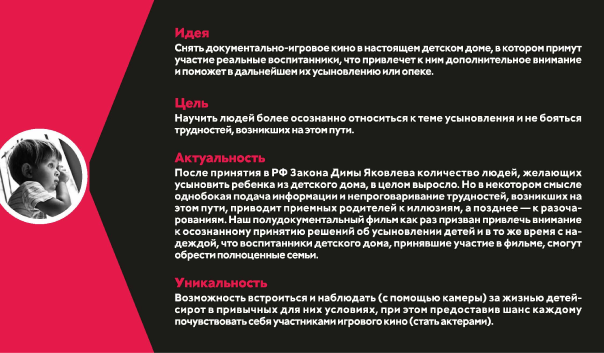 Идея
Снять документально-игровое кино в настоящем детском доме, в котором примут
участие реальные воспитанники, что привлечет к ним дополнительное внимание
и поможет в дальнейшем их усыновлению или опеке.
Цель
Научить людей более осознанно относиться к теме усыновления и не бояться
трудностей, возникших на этом пути.
Актуальность
После принятия в РФ Закона Димы Яковлева количество людей, желающих
усыновить ребенка из детского дома, в целом выросло. Но в некотором смысле
однобокая подача информации и непроговаривание трудностей, возникших на
этом пути, приводит приемных родителей к иллюзиям, а позднее — к разоча-
рованиям. Наш полудокументальный фильм как раз призван привлечь внимание
к осознанному принятию решений об усыновлении детей и в то же время с на-
деждой, что воспитанники детского дома, принявшие участие в фильме, смогут
обрести полноценные семьи.
Уникальность
Возможность встроиться и наблюдать (с помощью камеры) за жизнью детей-
сирот в привычных для них условиях, при этом предоставив шанс каждому
почувствовать себя участниками игрового кино (стать актерами).